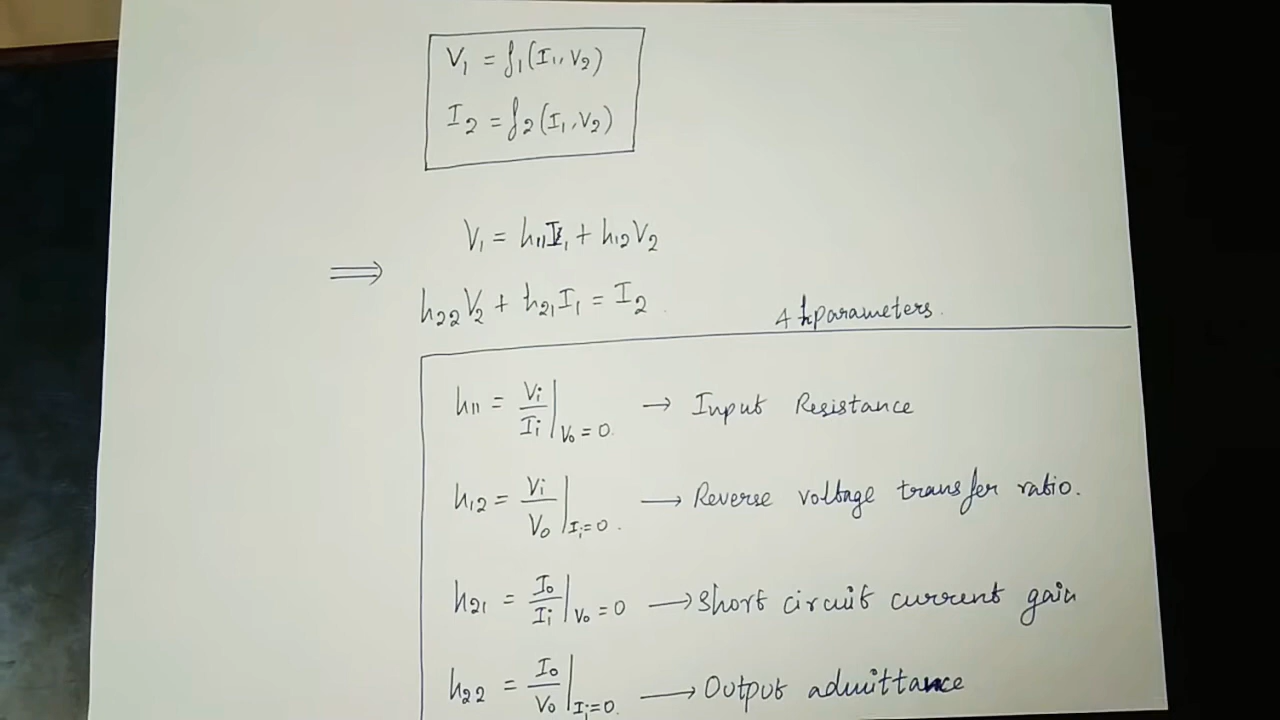 V₁ = f₁(I₁, V₂)
I₂ = f₂(I₁, V₂)
V₁ = h₁₁I₁ + h₁₂V₂
⟹
h₂₂V₂ + h₂₁I₁ = I₂
4 h parameters.
h₁₁ = Vi/Ii |V₀ = 0. → Input Resistance
h₁₂ = Vi/V₀ |Ii = 0. → Reverse voltage transfer ratio.
h₂₁ = I₀/Ii |V₀ = 0 → Short circuit current gain
h₂₂ = I₀/V₀ |Ii = 0. → Output admittance